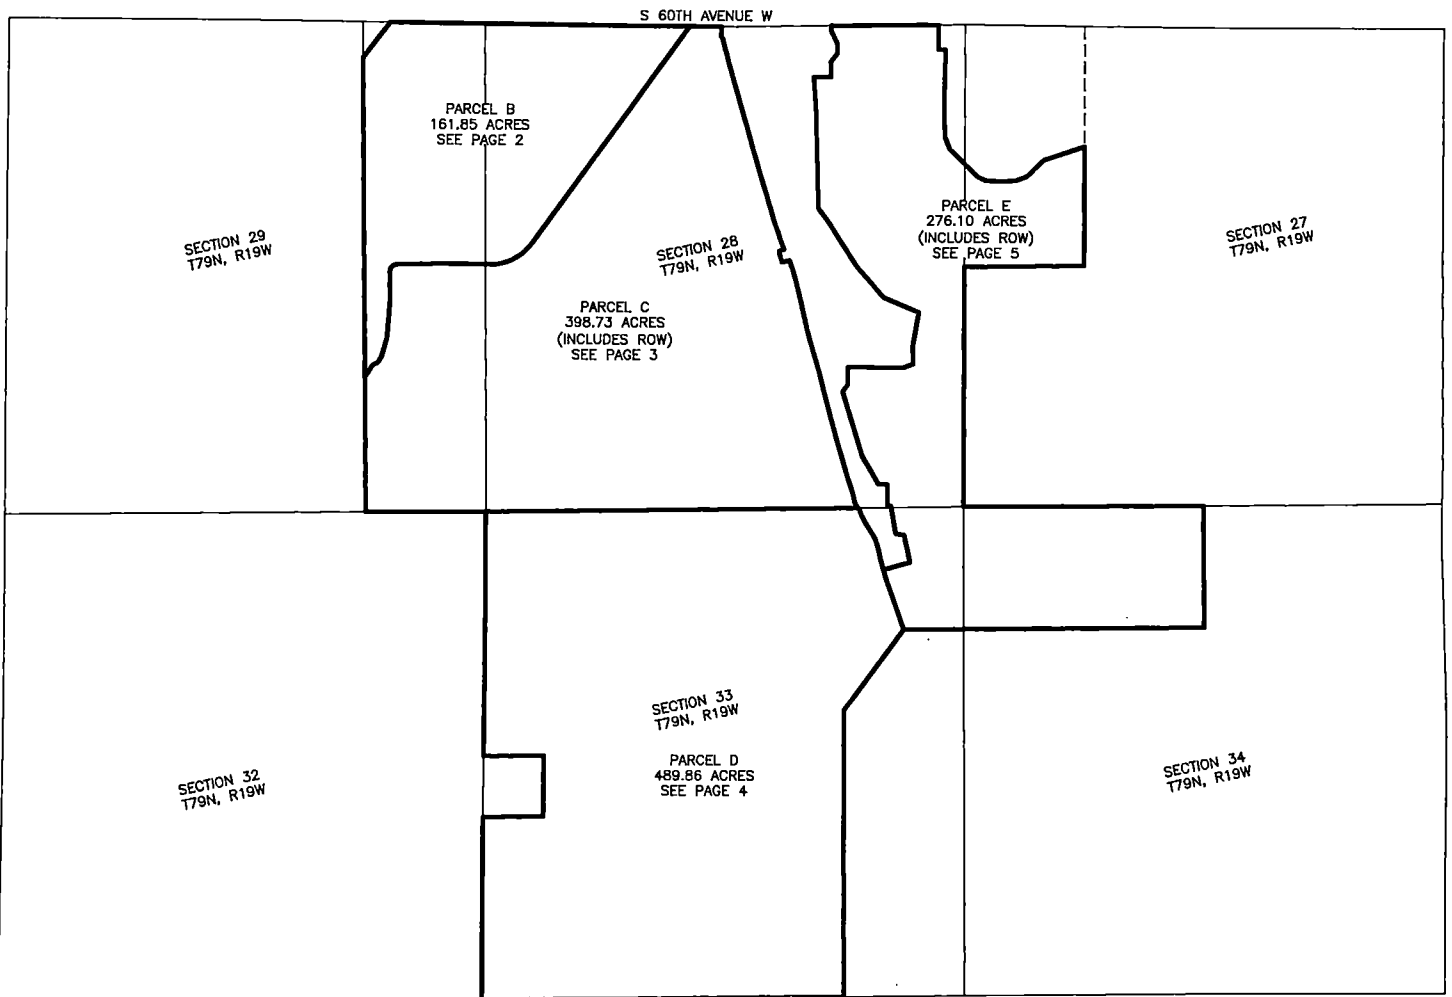 S 60TH AVENUE W
PARCEL B
161.85 ACRES
SEE PAGE 2
SECTION 29
T79N, R19W
SECTION 28
T79N, R19W
PARCEL E
276.10 ACRES
(INCLUDES ROW)
SEE PAGE 5
SECTION 27
T79N, R19W
PARCEL C
398.73 ACRES
(INCLUDES ROW)
SEE PAGE 3
SECTION 33
T79N, R19W
PARCEL D
489.86 ACRES
SEE PAGE 4
SECTION 32
T79N, R19W
SECTION 34
T79N, R19W